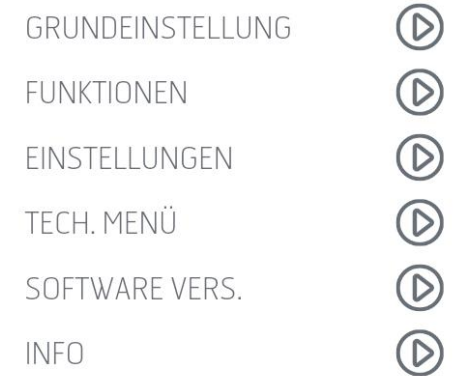 GRUNDEINSTELLUNG
FUNKTIONEN
EINSTELLUNGEN
TECH. MENÜ
SOFTWARE VERS.
INFO